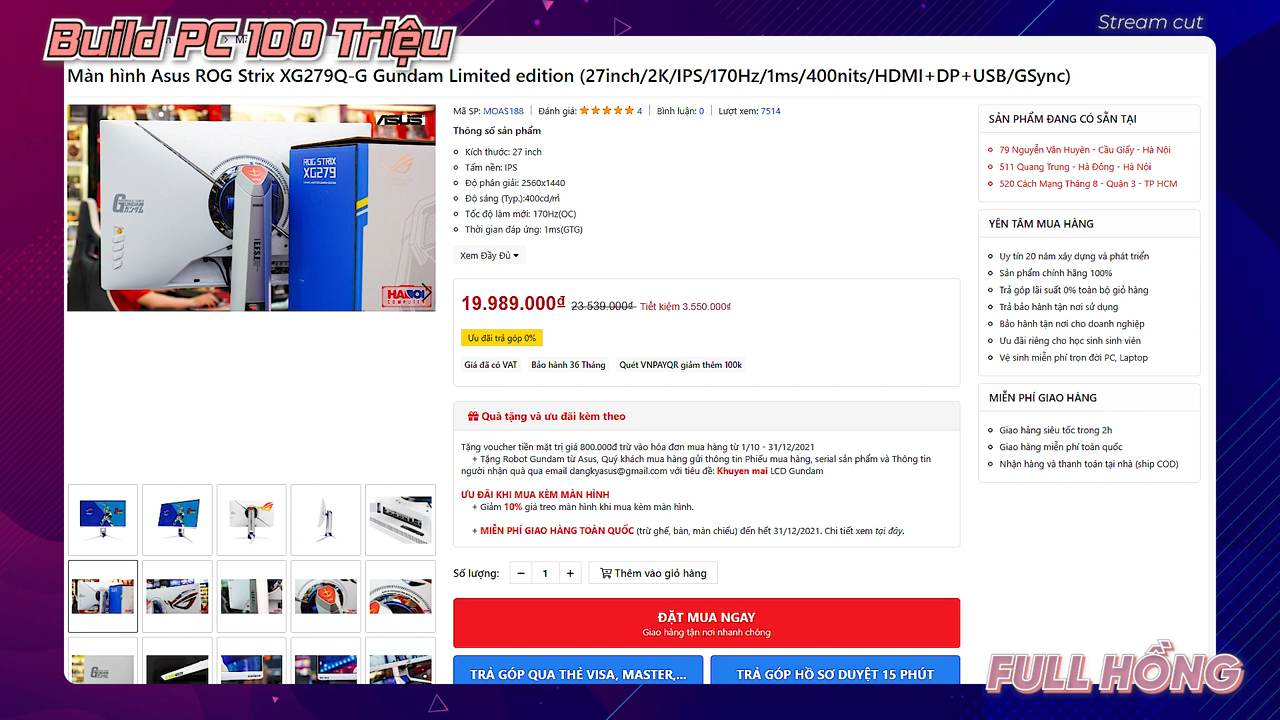 Build PC 100 Triệu
Stream cut
Màn hình Asus ROG Strix XG279Q-G Gundam Limited edition (27inch/2K/IPS/170Hz/1ms/400nits/HDMI+DP+USB/GSync)
ASUS
ROG STRIX
XG279
GUNDAM
HANOI
COMPUTER
Mã SP: MOAS188 | Đánh giá: ★★★★★ 4 | Bình luận: 0 | Lượt xem: 7514
Thông số sản phẩm
Kích thước: 27 inch
Tấm nền: IPS
Độ phân giải: 2560x1440
Độ sáng (Typ.):400cd/㎡
Tốc độ làm mới: 170Hz(OC)
Thời gian đáp ứng: 1ms(GTG)
Xem Đầy Đủ
19.989.000đ 23.539.000đ Tiết kiệm 3.550.000đ
Ưu đãi trả góp 0%
Giá đã có VAT Bảo hành 36 Tháng Quét VNPAYQR giảm thêm 100k
Quà tặng và ưu đãi kèm theo
Tặng voucher tiền mặt trị giá 800.000đ trừ vào hóa đơn mua hàng từ 1/10 - 31/12/2021
+ Tặng Robot Gundam từ Asus, Quý khách mua hàng gửi thông tin Phiếu mua hàng, serial sản phẩm và Thông tin
người nhận quà qua email dangkyasus@gmail.com với tiêu đề: Khuyen mai LCD Gundam
ƯU ĐÃI KHI MUA KÈM MÀN HÌNH
+ Giảm 10% giá treo màn hình khi mua kèm màn hình.
+ MIỄN PHÍ GIAO HÀNG TOÀN QUỐC (trừ ghế, bàn, màn chiếu) đến hết 31/12/2021. Chi tiết xem tại đây.
Số lượng: − 1 + Thêm vào giỏ hàng
ĐẶT MUA NGAY
Giao hàng tận nơi nhanh chóng
TRẢ GÓP QUA THẺ VISA, MASTER,... TRẢ GÓP HỒ SƠ DUYỆT 15 PHÚT
SẢN PHẨM ĐANG CÓ SẴN TẠI
79 Nguyễn Văn Huyên - Cầu Giấy - Hà Nội
511 Quang Trung - Hà Đông - Hà Nội
520 Cách Mạng Tháng 8 - Quận 3 - TP HCM
YÊN TÂM MUA HÀNG
Uy tín 20 năm xây dựng và phát triển
Sản phẩm chính hãng 100%
Trả góp lãi suất 0% toàn bộ giỏ hàng
Trả bảo hành tận nơi sử dụng
Bảo hành tận nơi cho doanh nghiệp
Ưu đãi riêng cho học sinh sinh viên
Vệ sinh miễn phí trọn đời PC, Laptop
MIỄN PHÍ GIAO HÀNG
Giao hàng siêu tốc trong 2h
Giao hàng miễn phí toàn quốc
Nhận hàng và thanh toán tại nhà (ship COD)
FULL HỒNG